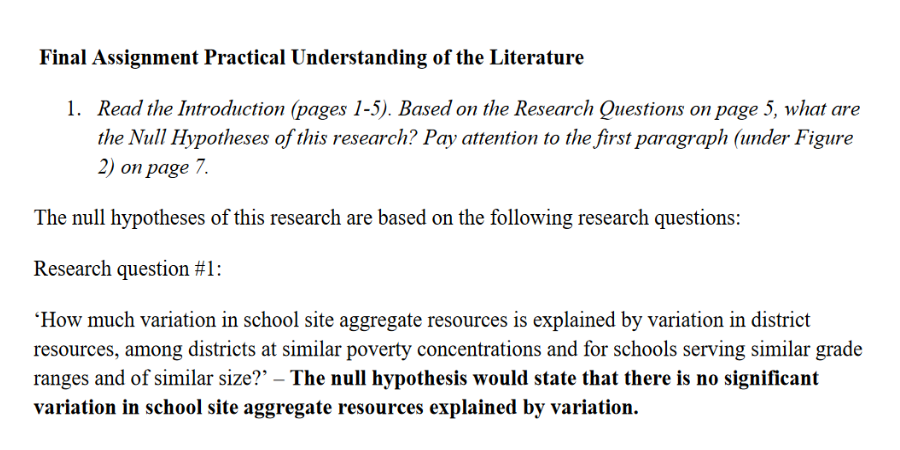 Final Assignment Practical Understanding of the Literature
1. Read the Introduction (pages 1-5). Based on the Research Questions on page 5, what are
the Null Hypotheses of this research? Pay attention to the first paragraph (under Figure
2) on page 7.
The null hypotheses of this research are based on the following research questions:
Research question #1:
‘How much variation in school site aggregate resources is explained by variation in district
resources, among districts at similar poverty concentrations and for schools serving similar grade
ranges and of similar size?’ – The null hypothesis would state that there is no significant
variation in school site aggregate resources explained by variation.